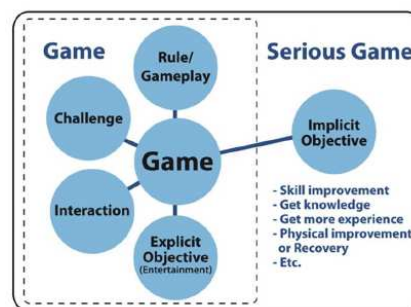 Game
Serious Game
Rule/
Gameplay
Challenge
Game
Interaction
Explicit
Objective
(Entertainment)
Implicit
Objective
- Skill improvement
- Get knowledge
- Get more experience
- Physical improvement
or Recovery
- Etc.